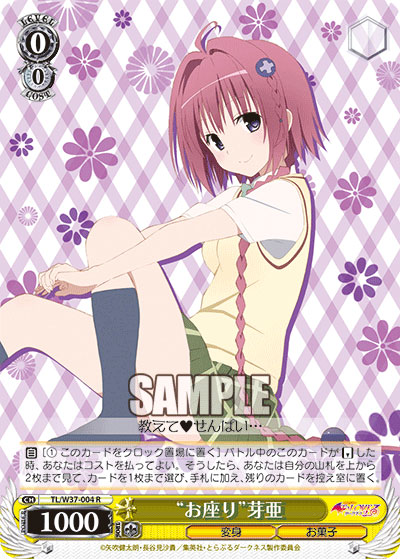 LEVEL
0
0
COST
SAMPLE
教えて♥せんぱい…
自 [① このカードをクロック置場に置く] バトル中のこのカードが【】した
時、あなたはコストを払ってよい。そうしたら、あなたは自分の山札を上から
2枚まで見て、カードを1枚まで選び、手札に加え、残りのカードを控え室に置く。
CH TL/W37-004 R
1000
“お座り”芽亜
変身
お菓子
©矢吹健太朗・長谷見沙貴/集英社・とらぶるダークネス製作委員会